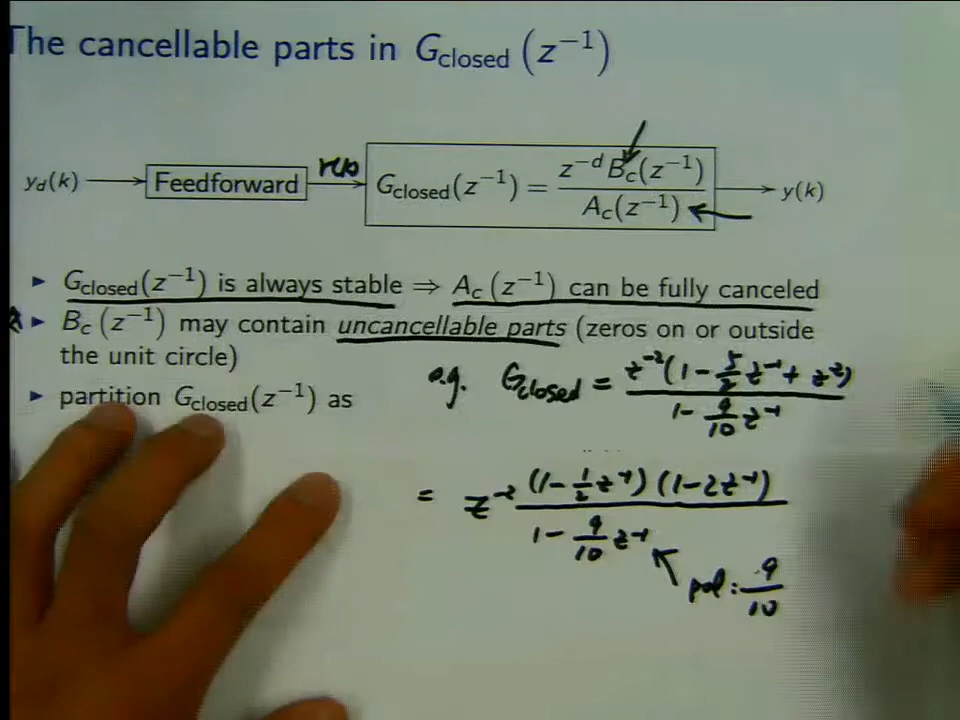 The cancellable parts in G_closed (z⁻¹)
r(k)
y_d(k) Feedforward G_closed(z⁻¹) = z⁻ᵈ B_c(z⁻¹) / A_c(z⁻¹) y(k)
▸ G_closed(z⁻¹) is always stable ⇒ A_c (z⁻¹) can be fully canceled
▸ B_c (z⁻¹) may contain uncancellable parts (zeros on or outside
the unit circle)
▸ partition G_closed(z⁻¹) as
e.g. G_closed = z⁻²(1 - 5/2 z⁻¹ + z⁻²) / 1 - 9/10 z⁻¹
= z⁻² (1 - 1/2 z⁻¹) (1 - 2z⁻¹) / 1 - 9/10 z⁻¹
pol: 9/10